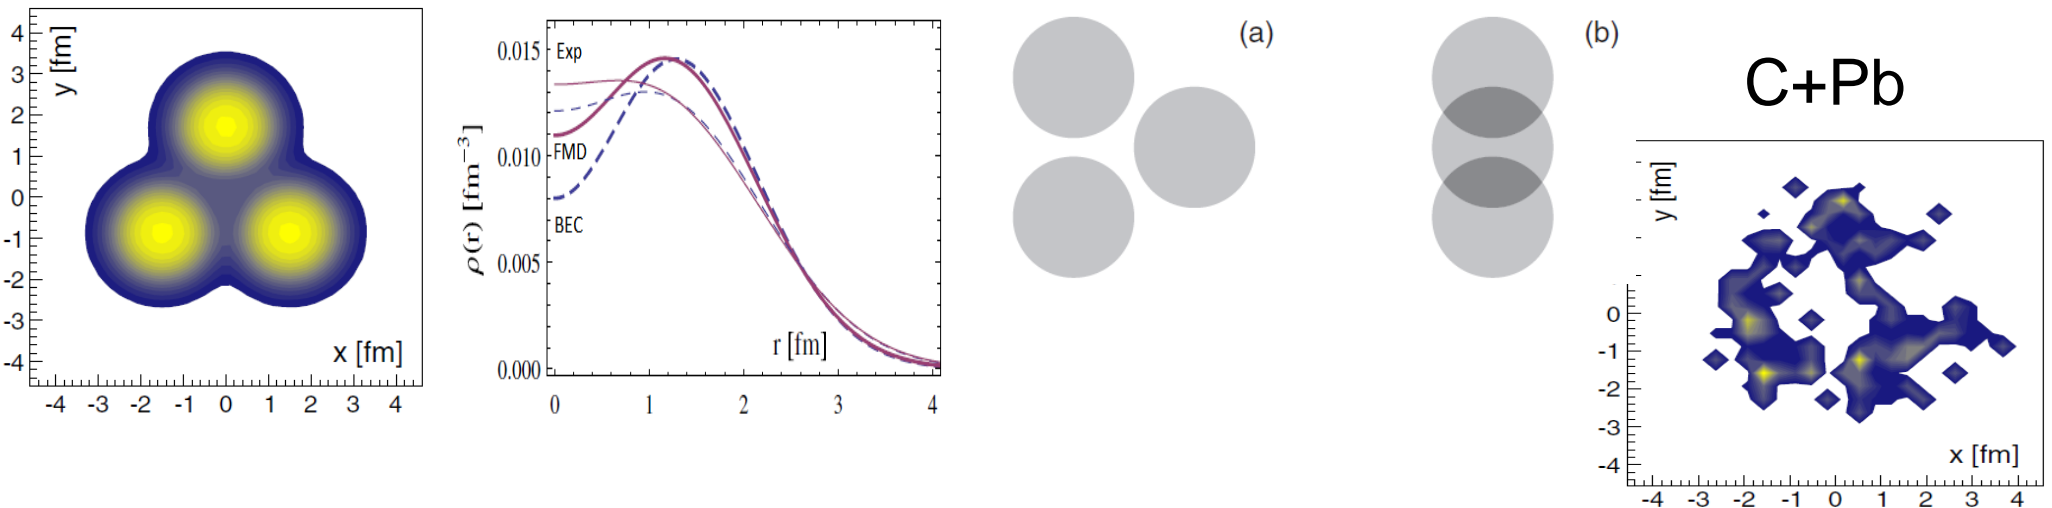 4
3
2
1
0
-1
-2
-3
-4
y [fm]
x [fm]
-4 -3 -2 -1 0 1 2 3 4
0.015
0.010
0.005
0.000
ρ(r) [fm⁻³]
Exp
FMD
BEC
r [fm]
0 1 2 3 4
(a)
(b)
C+Pb
y [fm]
0
-1
-2
-3
-4
x [fm]
-4 -3 -2 -1 0 1 2 3 4